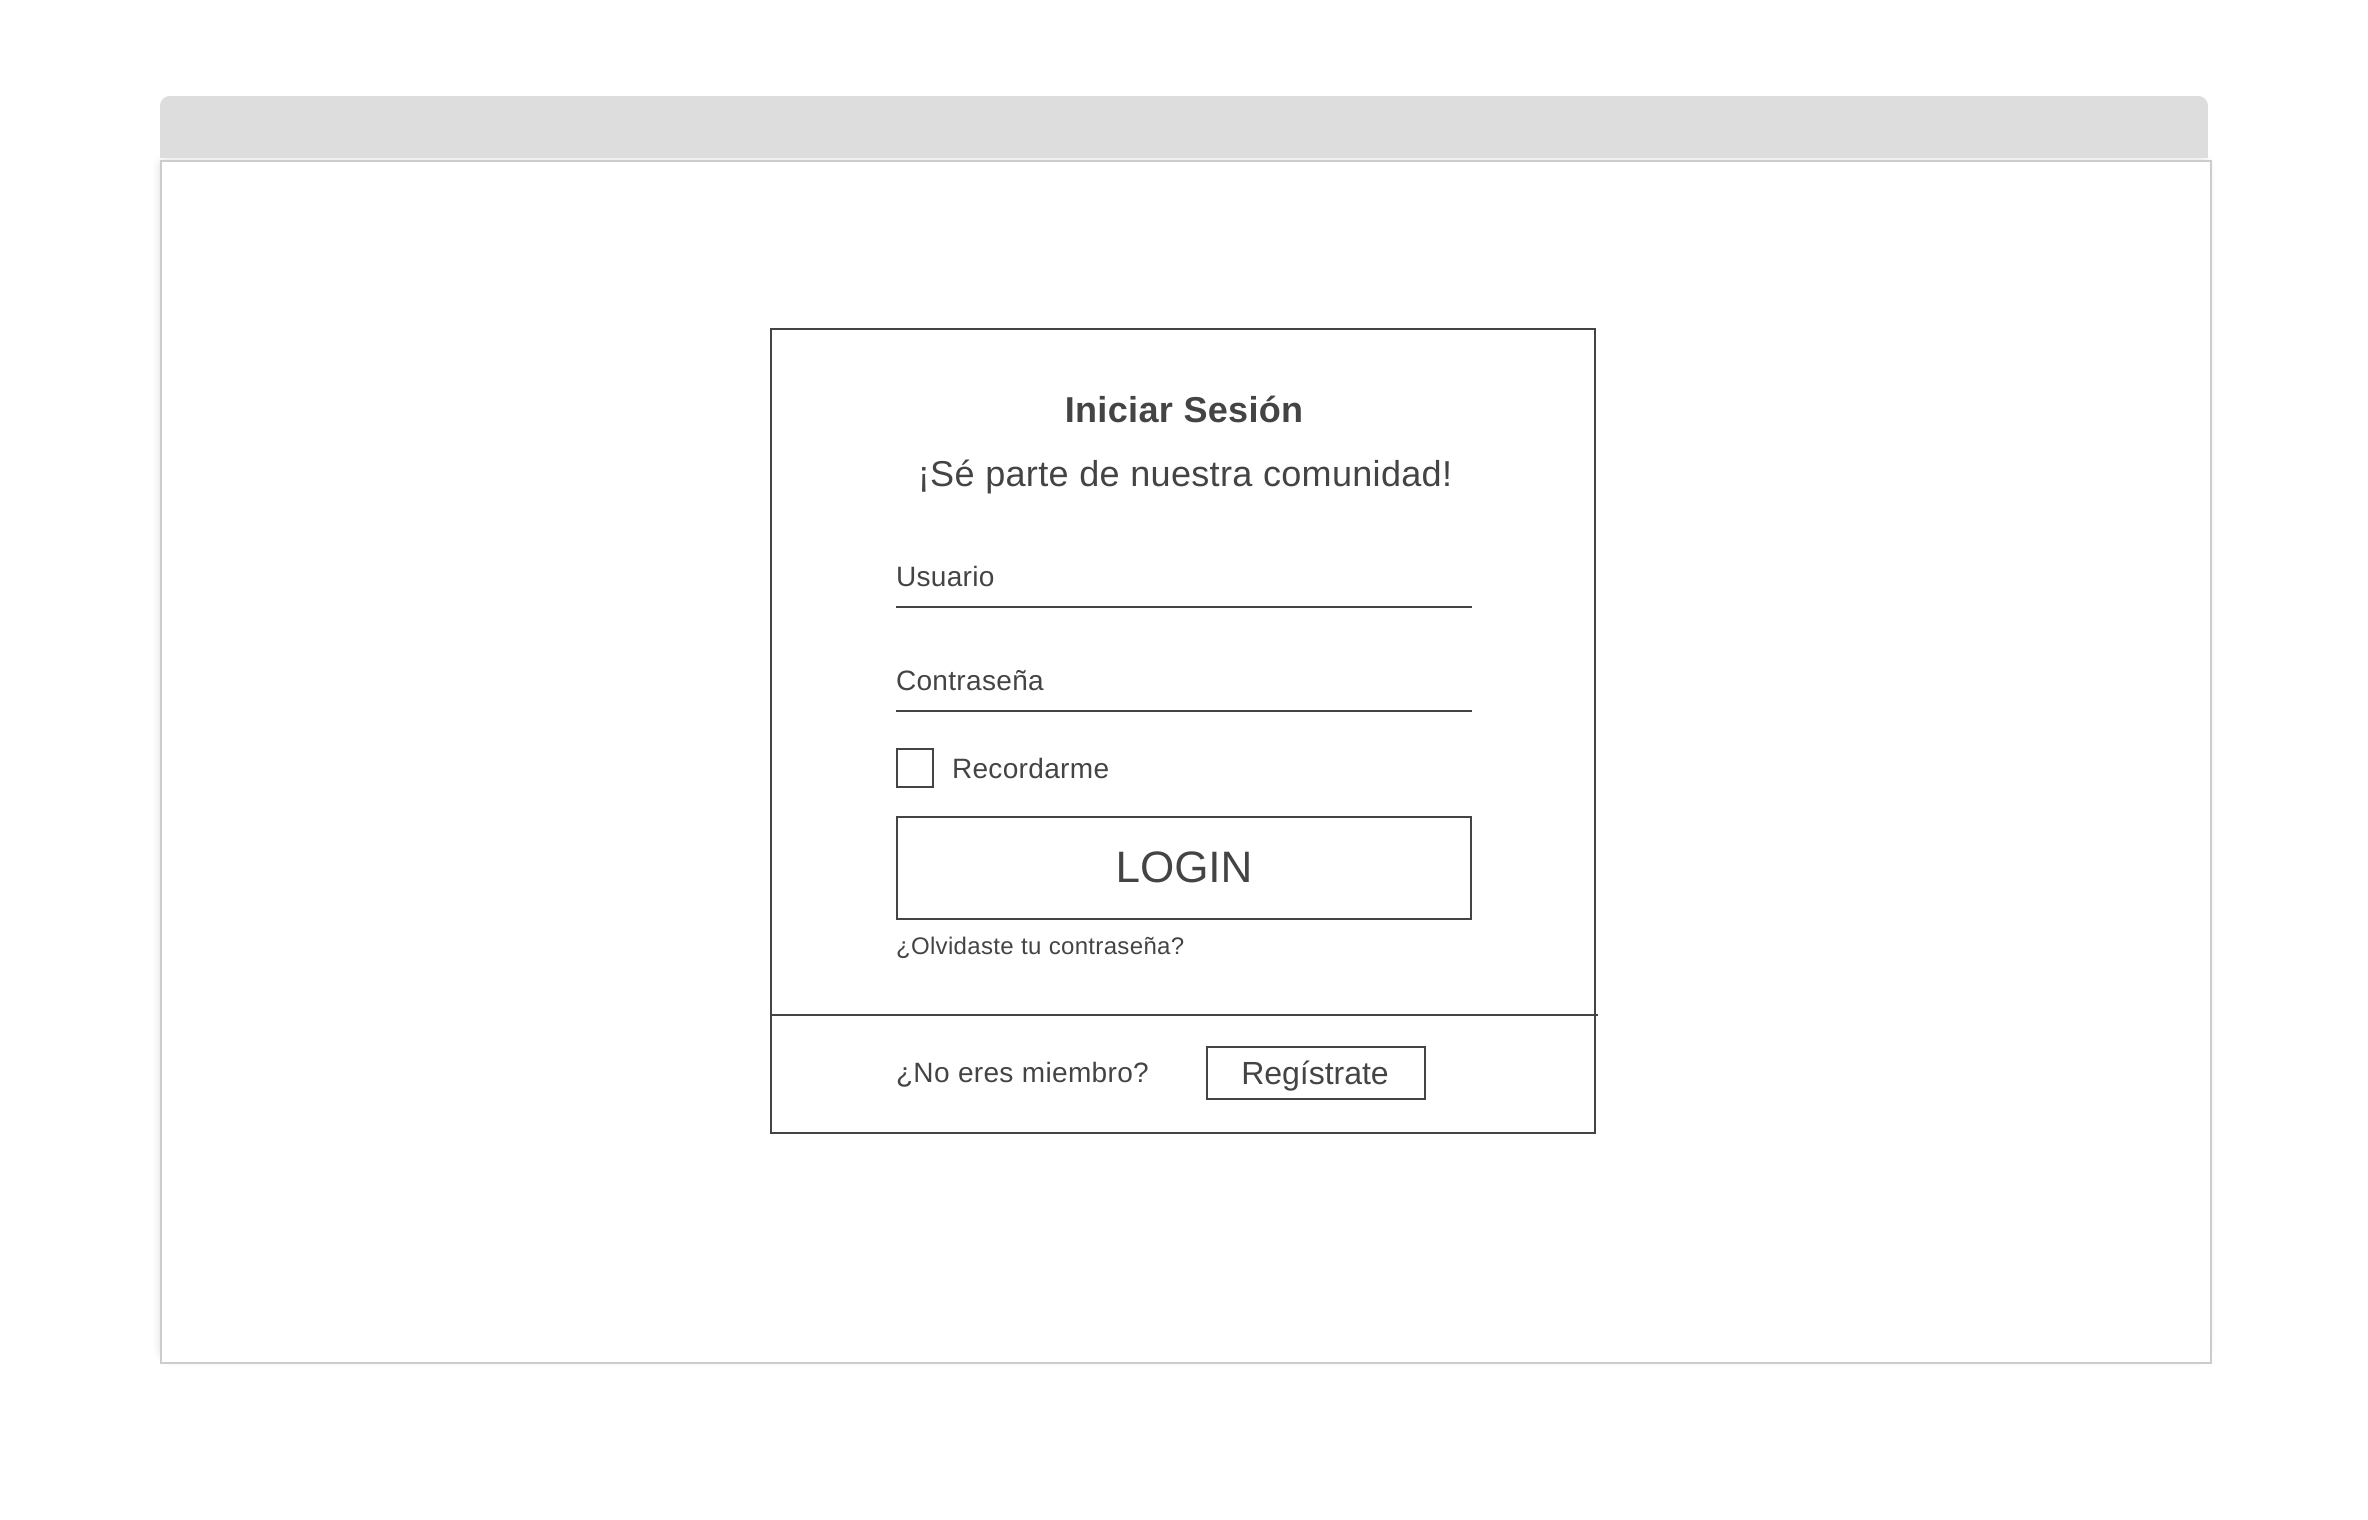 Iniciar Sesión
¡Sé parte de nuestra comunidad!
Usuario
Contraseña
Recordarme
LOGIN
¿Olvidaste tu contraseña?
¿No eres miembro? Regístrate